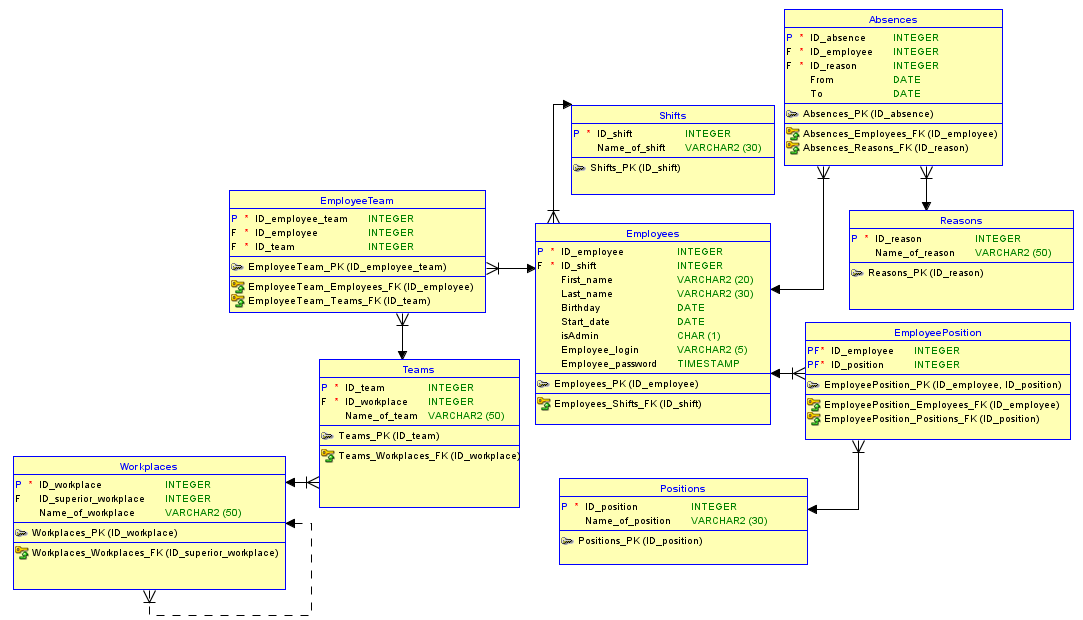 Absences
P * ID_absence INTEGER
F * ID_employee INTEGER
F * ID_reason INTEGER
From DATE
To DATE
Absences_PK (ID_absence)
Absences_Employees_FK (ID_employee)
Absences_Reasons_FK (ID_reason)
Shifts
P * ID_shift INTEGER
Name_of_shift VARCHAR2 (30)
Shifts_PK (ID_shift)
EmployeeTeam
P * ID_employee_team INTEGER
F * ID_employee INTEGER
F * ID_team INTEGER
EmployeeTeam_PK (ID_employee_team)
EmployeeTeam_Employees_FK (ID_employee)
EmployeeTeam_Teams_FK (ID_team)
Employees
P * ID_employee INTEGER
F * ID_shift INTEGER
First_name VARCHAR2 (20)
Last_name VARCHAR2 (30)
Birthday DATE
Start_date DATE
isAdmin CHAR (1)
Employee_login VARCHAR2 (5)
Employee_password TIMESTAMP
Employees_PK (ID_employee)
Employees_Shifts_FK (ID_shift)
Reasons
P * ID_reason INTEGER
Name_of_reason VARCHAR2 (50)
Reasons_PK (ID_reason)
EmployeePosition
PF* ID_employee INTEGER
PF* ID_position INTEGER
EmployeePosition_PK (ID_employee, ID_position)
EmployeePosition_Employees_FK (ID_employee)
EmployeePosition_Positions_FK (ID_position)
Teams
P * ID_team INTEGER
F * ID_workplace INTEGER
Name_of_team VARCHAR2 (50)
Teams_PK (ID_team)
Teams_Workplaces_FK (ID_workplace)
Workplaces
P * ID_workplace INTEGER
F ID_superior_workplace INTEGER
Name_of_workplace VARCHAR2 (50)
Workplaces_PK (ID_workplace)
Workplaces_Workplaces_FK (ID_superior_workplace)
Positions
P * ID_position INTEGER
Name_of_position VARCHAR2 (30)
Positions_PK (ID_position)